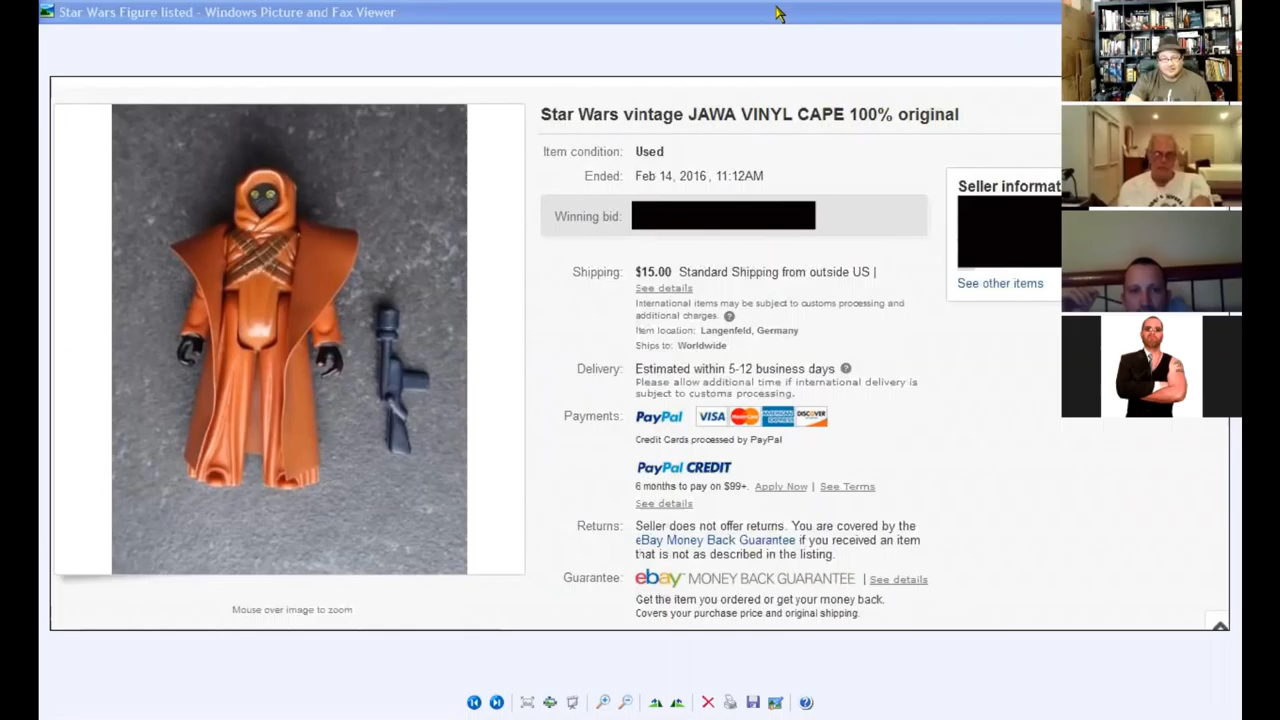 Star Wars Figure listed - Windows Picture and Fax Viewer
Star Wars vintage JAWA VINYL CAPE 100% original
Item condition: Used
Ended: Feb 14, 2016 , 11:12AM
Winning bid:
Seller informat
See other items
Shipping: $15.00 Standard Shipping from outside US |
See details
International items may be subject to customs processing and
additional charges. ?
Item location: Langenfeld, Germany
Ships to: Worldwide
Delivery: Estimated within 5-12 business days ?
Please allow additional time if international delivery is
subject to customs processing.
Payments: PayPal VISA MasterCard AMERICAN EXPRESS DISCOVER
Credit Cards processed by PayPal
PayPal CREDIT
6 months to pay on $99+. Apply Now | See Terms
See details
Returns: Seller does not offer returns. You are covered by the
eBay Money Back Guarantee if you received an item
that is not as described in the listing.
Guarantee: ebay MONEY BACK GUARANTEE | See details
Get the item you ordered or get your money back.
Covers your purchase price and original shipping.
Mouse over image to zoom